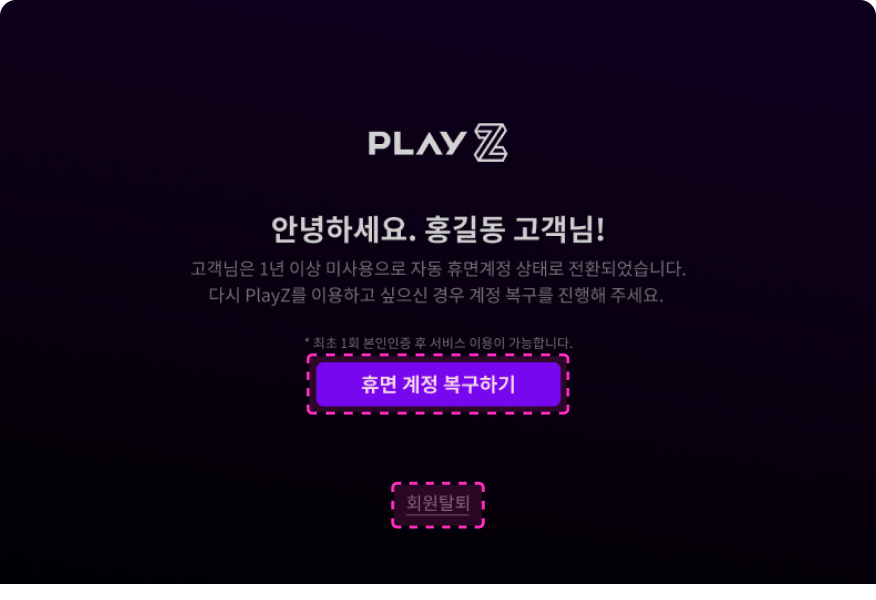 PLAY Z
안녕하세요. 홍길동 고객님!
고객님은 1년 이상 미사용으로 자동 휴면계정 상태로 전환되었습니다.
다시 PlayZ를 이용하고 싶으신 경우 계정 복구를 진행해 주세요.
* 최초 1회 본인인증 후 서비스 이용이 가능합니다.
휴면 계정 복구하기
회원탈퇴